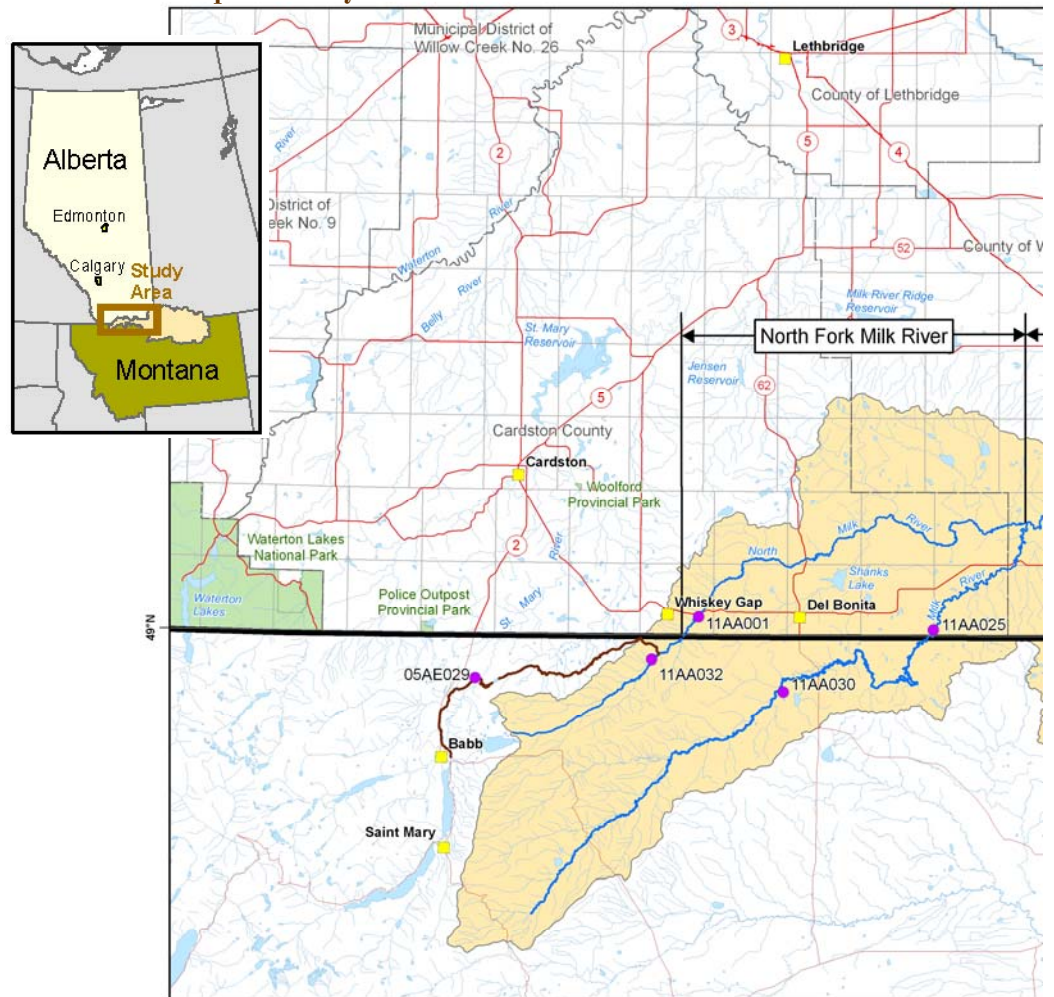 Municipal District of
Willow Creek No. 26
3
Lethbridge
County of Lethbridge
Alberta
Edmonton
Calgary
Study
Area
Montana
River
2
5
4
District of
eek No. 9
River
Waterton
52
County of W
Belly
River
Milk River Ridge
Reservoir
St. Mary
Reservoir
North Fork Milk River
Jensen
Reservoir
62
5
Cardston County
Cardston
Woolford
Provincial Park
2
River
Milk
River
North
Waterton Lakes
National Park
Shanks
Lake
River
Police Outpost
Provincial Park
Mary
St.
Waterton
Lakes
Whiskey Gap
Del Bonita
Milk
49°N
11AA001
11AA025
05AE029
11AA032
11AA030
Babb
Saint Mary